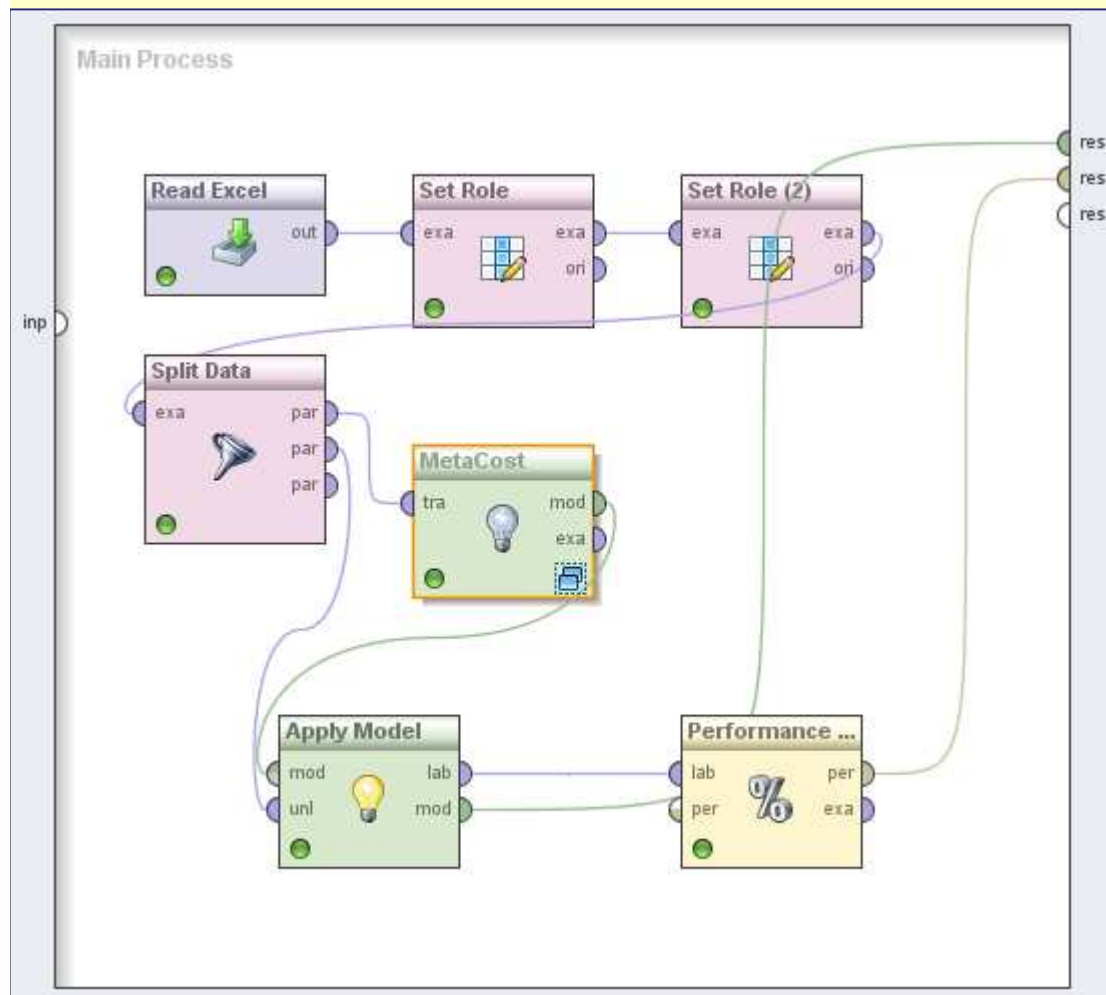 Main Process
res
res
res
Read Excel
out
Set Role
exa
exa
ori
Set Role (2)
exa
exa
ori
inp
Split Data
exa
par
par
par
MetaCost
tra
mod
exa
Apply Model
mod
lab
unl
mod
Performance ...
lab
per
per
exa